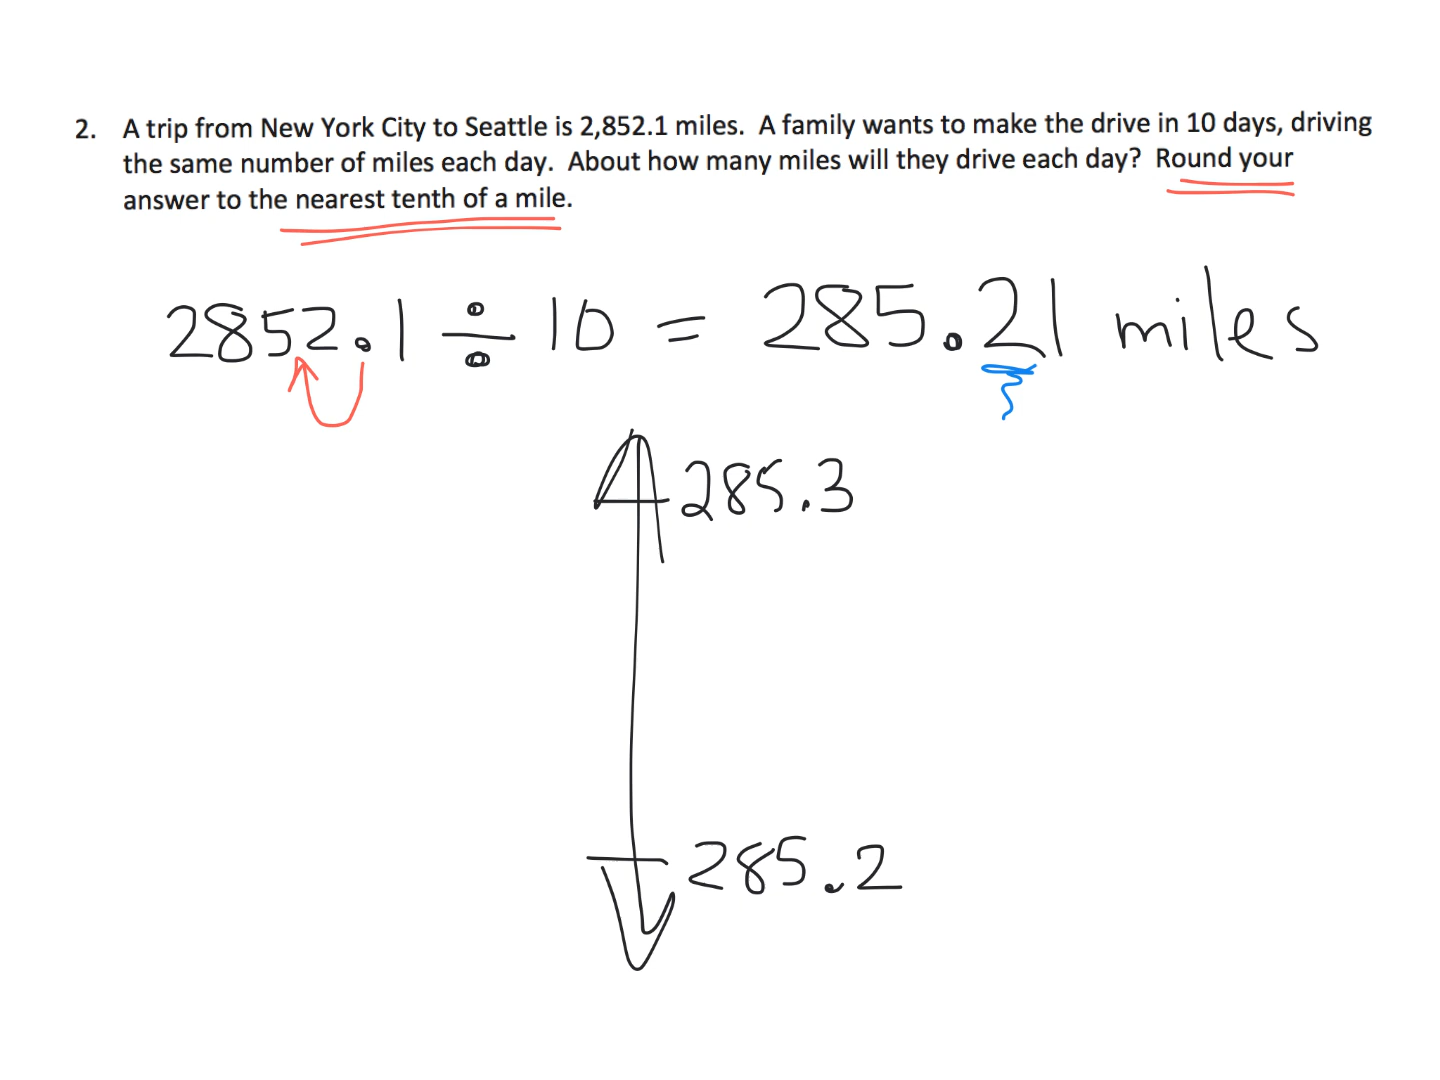 2. A trip from New York City to Seattle is 2,852.1 miles. A family wants to make the drive in 10 days, driving
the same number of miles each day. About how many miles will they drive each day? Round your
answer to the nearest tenth of a mile.
2852.1 ÷ 10 = 285.21 miles
285.3
285.2